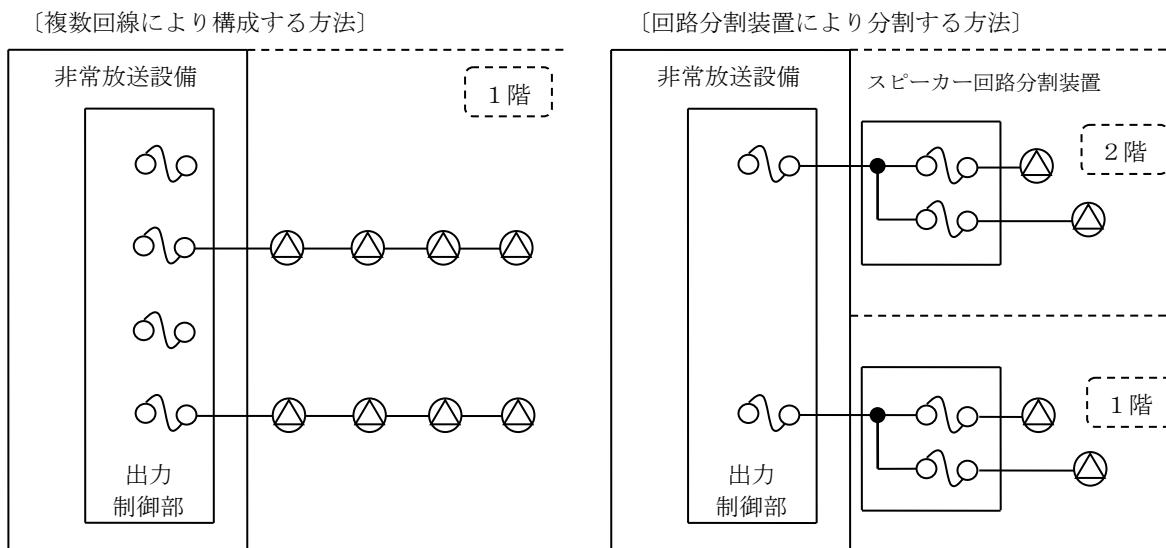 〔複数回線により構成する方法〕
非常放送設備
１階
出力
制御部
〔回路分割装置により分割する方法〕
非常放送設備
スピーカー回路分割装置
２階
１階
出力
制御部